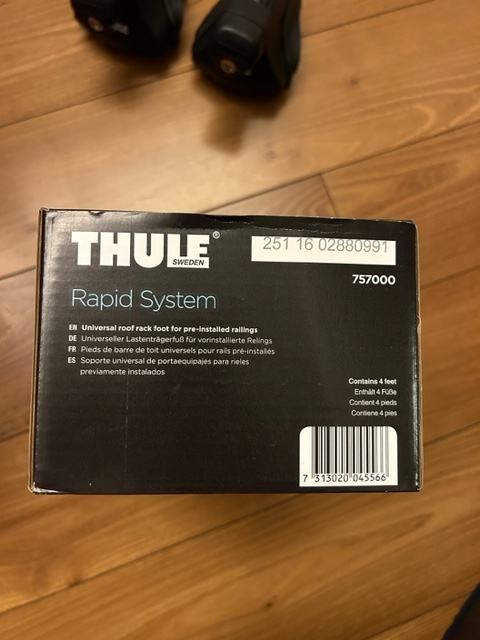 THULE®
SWEDEN
251 16 02880991
757000
Rapid System
EN Universal roof rack foot for pre-installed railings
DE Universeller Lastenträgerfuß für vorinstallierte Relings
FR Pieds de barre de toit universels pour rails pré-installés
ES Soporte universal de portaequipajes para rieles
previamente instalados
Contains 4 feet
Enthält 4 Füße
Contient 4 pieds
Contiene 4 pies
7 313020 045566